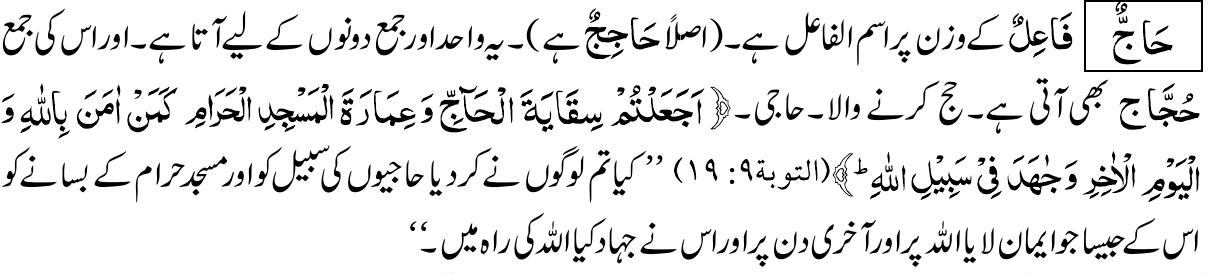 حَاجٌّ فَاعِلٌ کے وزن پر اسم الفاعل ہے۔ (اصلاً حَاجِجٌ ہے)۔ یہ واحد اور جمع دونوں کے لیے آتا ہے۔ اور اس کی جمع
حُجَّاج بھی آتی ہے۔ حج کرنے والا۔ حاجی۔ ﴿اَجَعَلْتُمْ سِقَايَةَ الْحَآجِّ وَعِمَارَةَ الْمَسْجِدِ الْحَرَامِ كَمَنْ اٰمَنَ بِاللّٰهِ وَ
الْيَوْمِ الْاٰخِرِ وَجٰهَدَ فِيْ سَبِيْلِ اللّٰهِ ؕ﴾ (التوبة ۹: ۱۹) ’’کیا تم لوگوں نے کر دیا حاجیوں کی سبیل کو اور مسجد حرام کے بسانے کو
اس کے جیسا جو ایمان لایا اللہ پر اور آخری دن پر اور اس نے جہاد کیا اللہ کی راہ میں۔‘‘